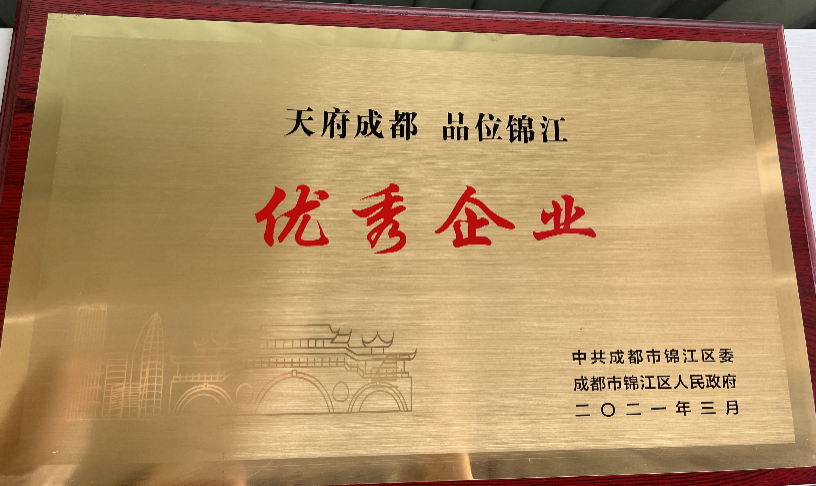 天府成都 品位锦江
优秀企业
中共成都市锦江区委
成都市锦江区人民政府
二〇二一年三月